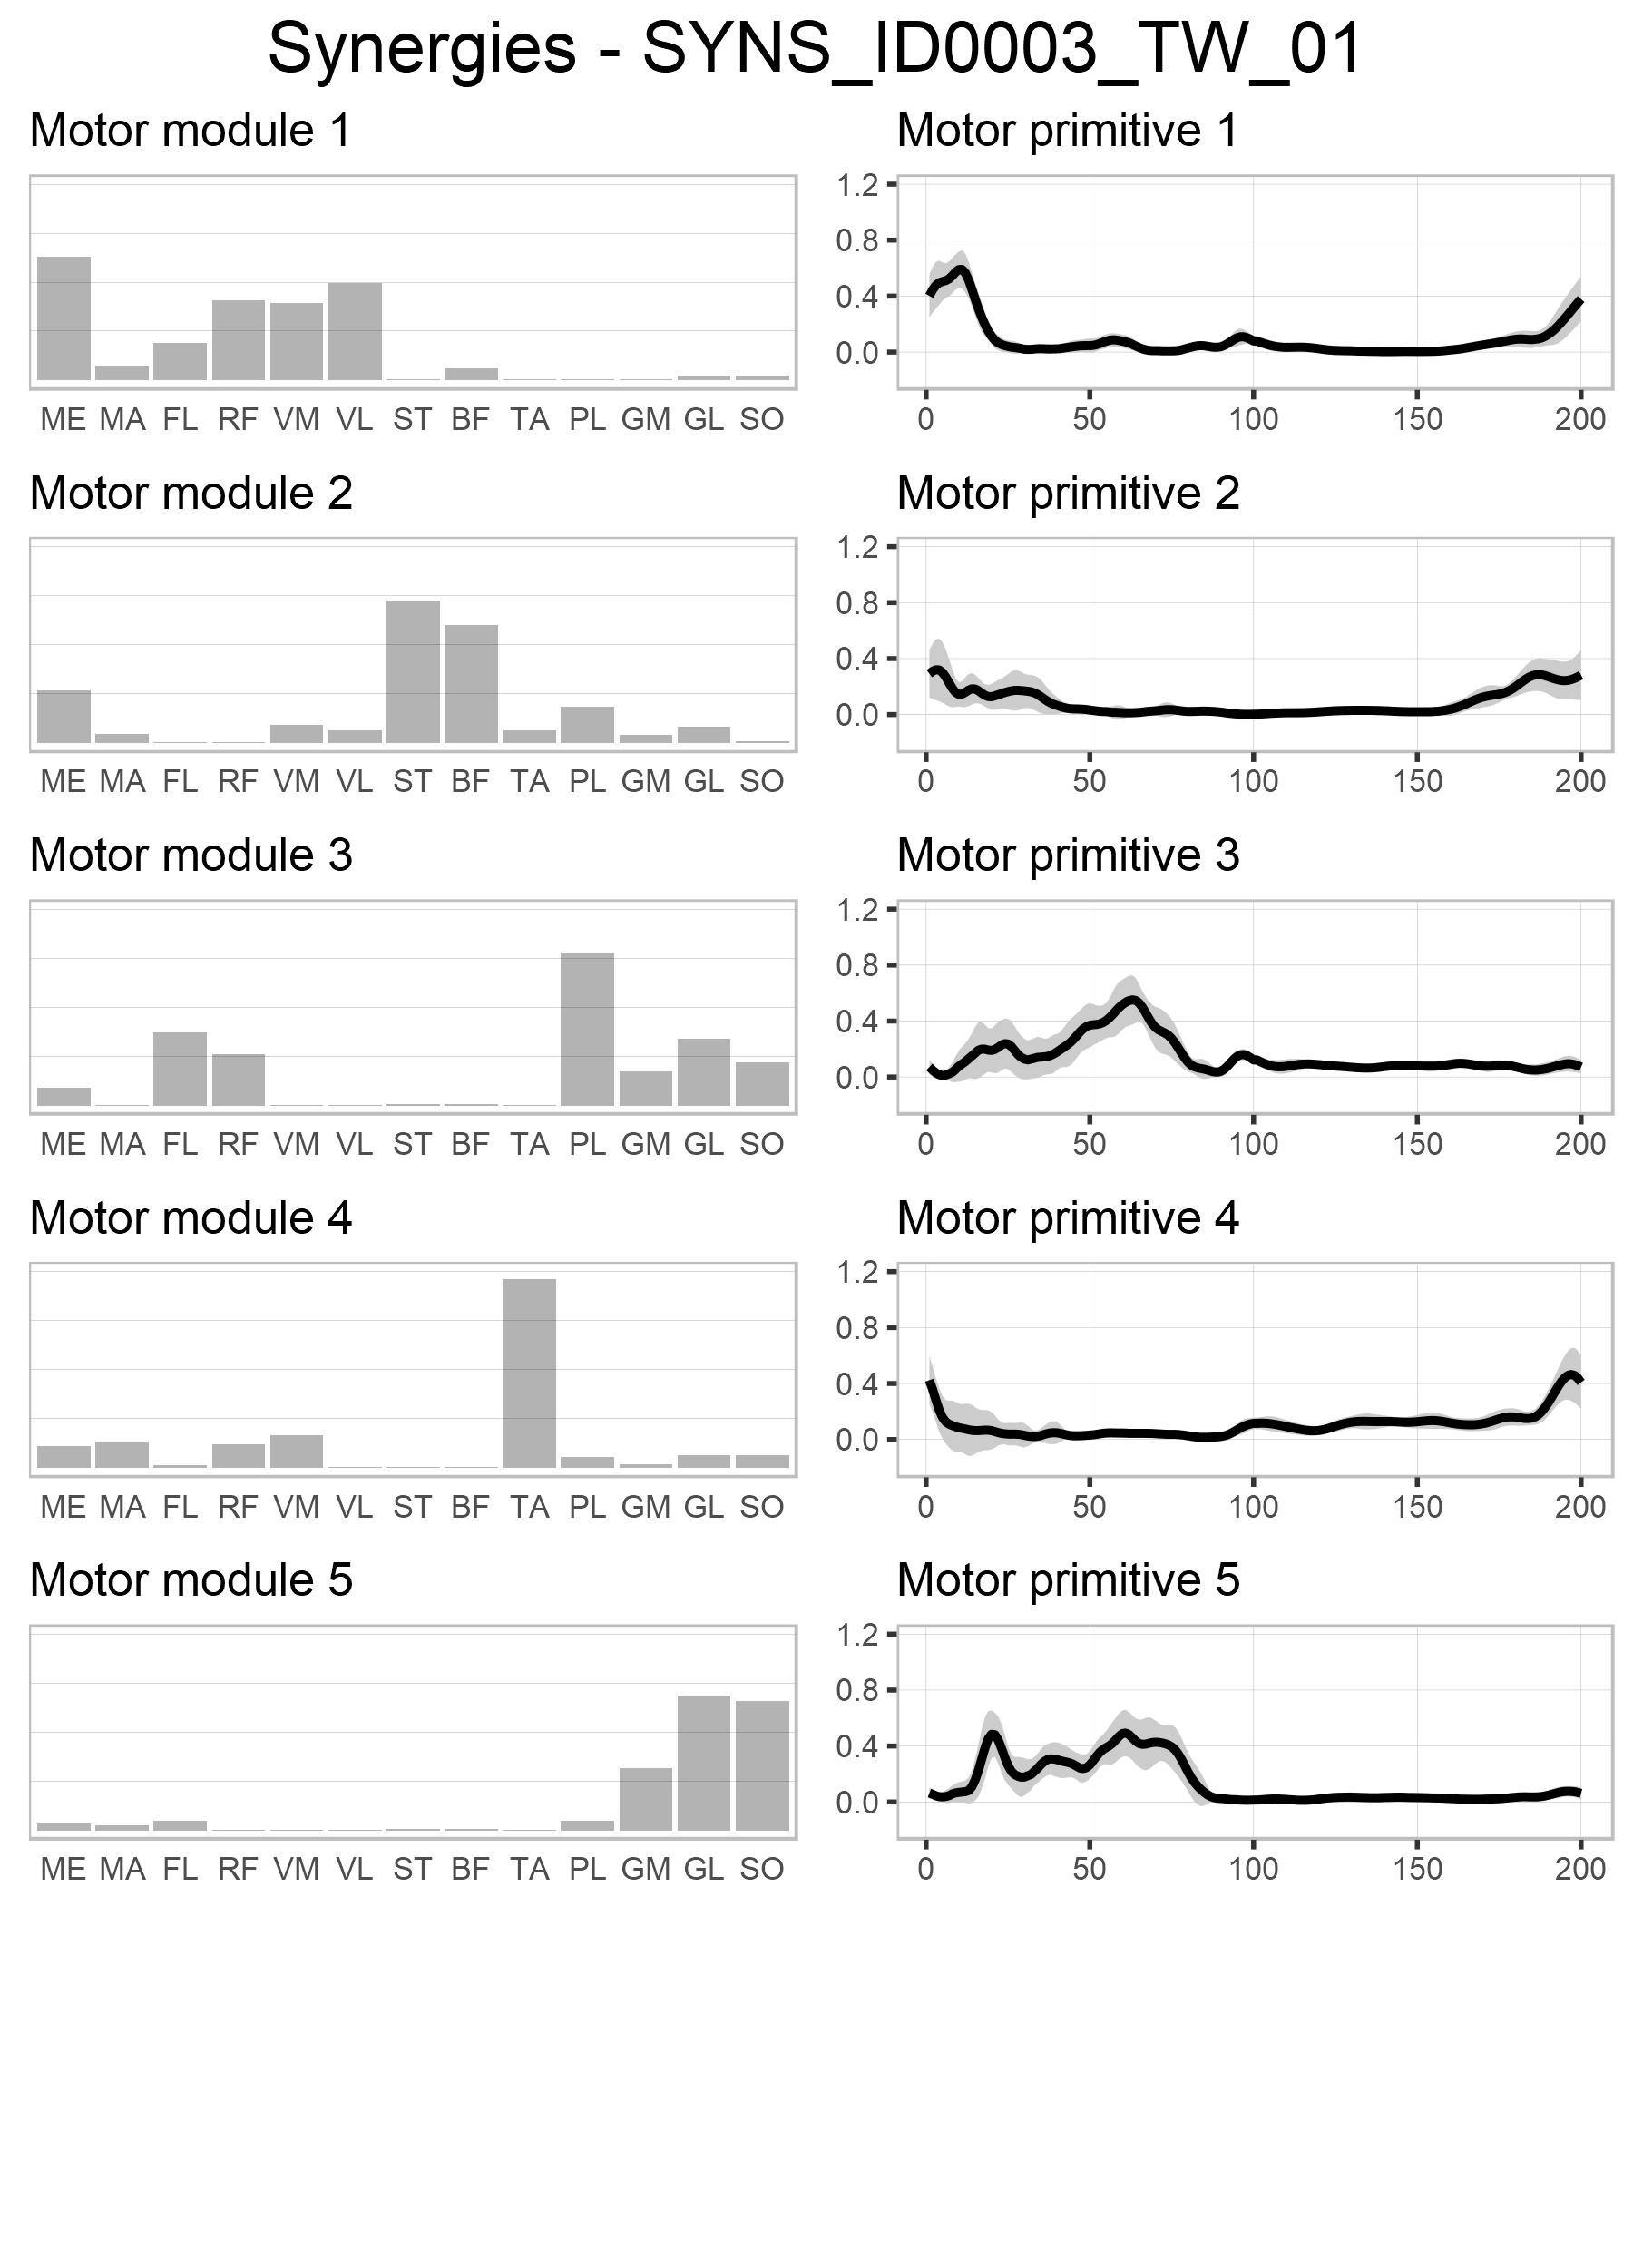 Synergies - SYNS_ID0003_TW_01
Motor module 1
Motor primitive 1
1.2
0.8
0.4
0.0
ME MA FL RF VM VL ST BF TA PL GM GL SO
0 50 100 150 200
Motor module 2
Motor primitive 2
1.2
0.8
0.4
0.0
ME MA FL RF VM VL ST BF TA PL GM GL SO
0 50 100 150 200
Motor module 3
Motor primitive 3
1.2
0.8
0.4
0.0
ME MA FL RF VM VL ST BF TA PL GM GL SO
0 50 100 150 200
Motor module 4
Motor primitive 4
1.2
0.8
0.4
0.0
ME MA FL RF VM VL ST BF TA PL GM GL SO
0 50 100 150 200
Motor module 5
Motor primitive 5
1.2
0.8
0.4
0.0
ME MA FL RF VM VL ST BF TA PL GM GL SO
0 50 100 150 200